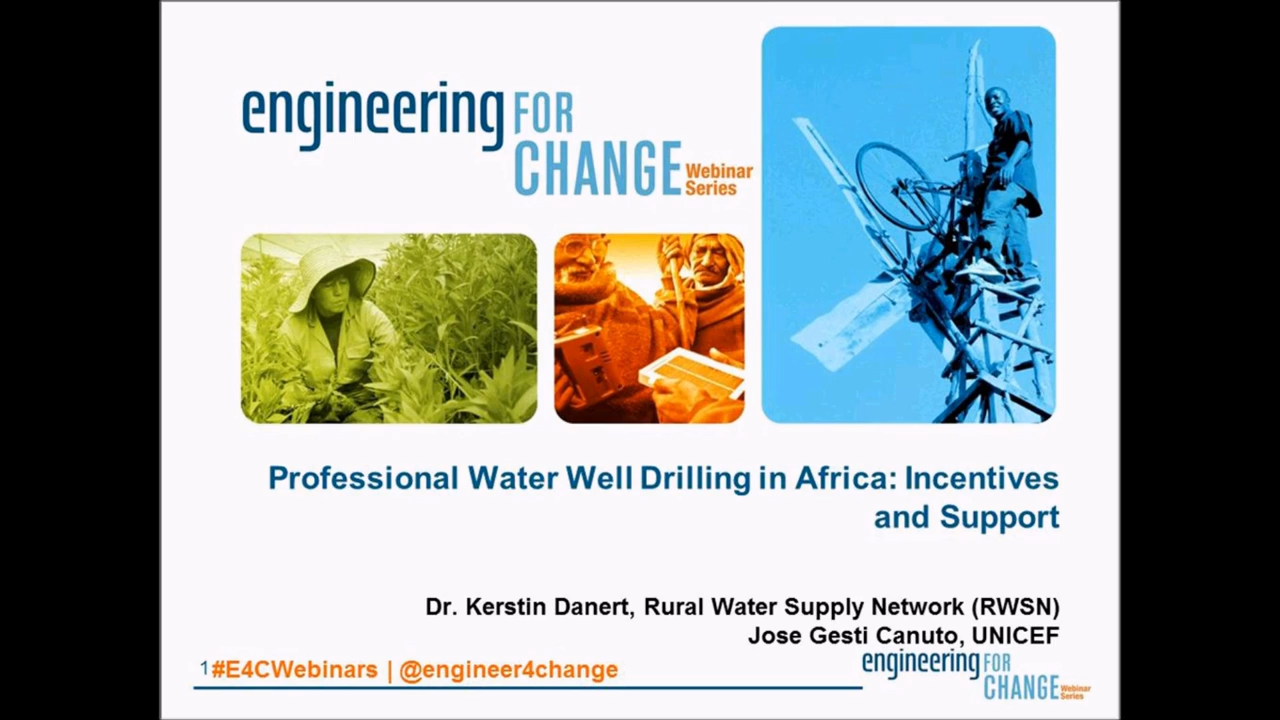 engineering FOR
CHANGE Webinar
Series
Professional Water Well Drilling in Africa: Incentives
and Support
Dr. Kerstin Danert, Rural Water Supply Network (RWSN)
Jose Gesti Canuto, UNICEF
1 #E4CWebinars | @engineer4change
engineering FOR
CHANGE Webinar
Series